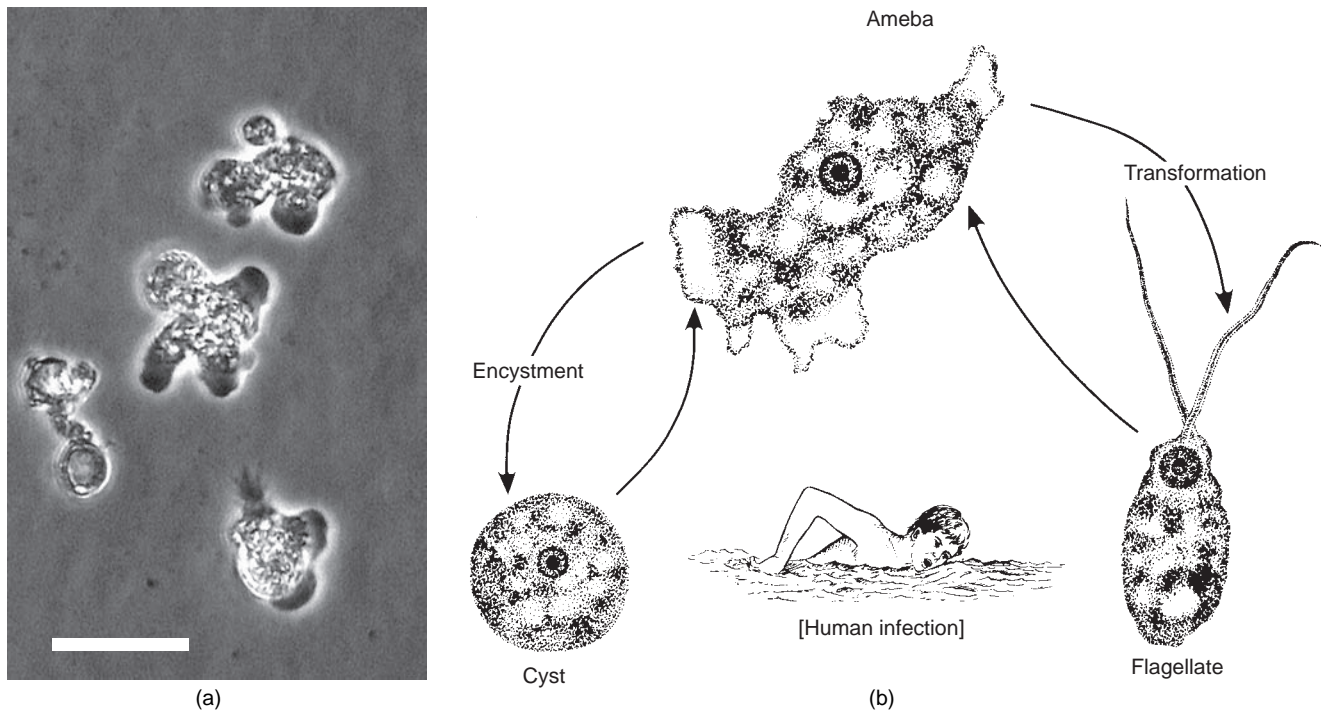 Ameba
Transformation
Encystment
[Human infection]
Cyst
Flagellate
(a)
(b)